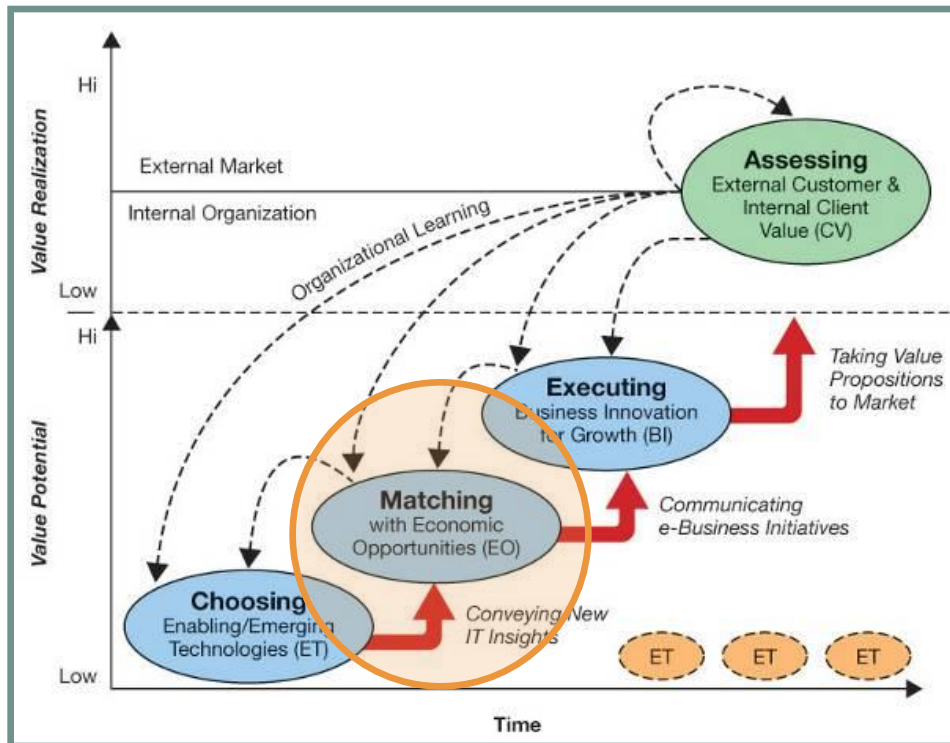 Hi
Value Realization
External Market
Internal Organization
Low
Organizational Learning
Assessing
External Customer &
Internal Client
Value (CV)
Hi
Value Potential
Executing
Business Innovation
for Growth (BI)
Taking Value
Propositions
to Market
Matching
with Economic
Opportunities (EO)
Communicating
e-Business Initiatives
Choosing
Enabling/Emerging
Technologies (ET)
Conveying New
IT Insights
ET
ET
ET
Low
Time